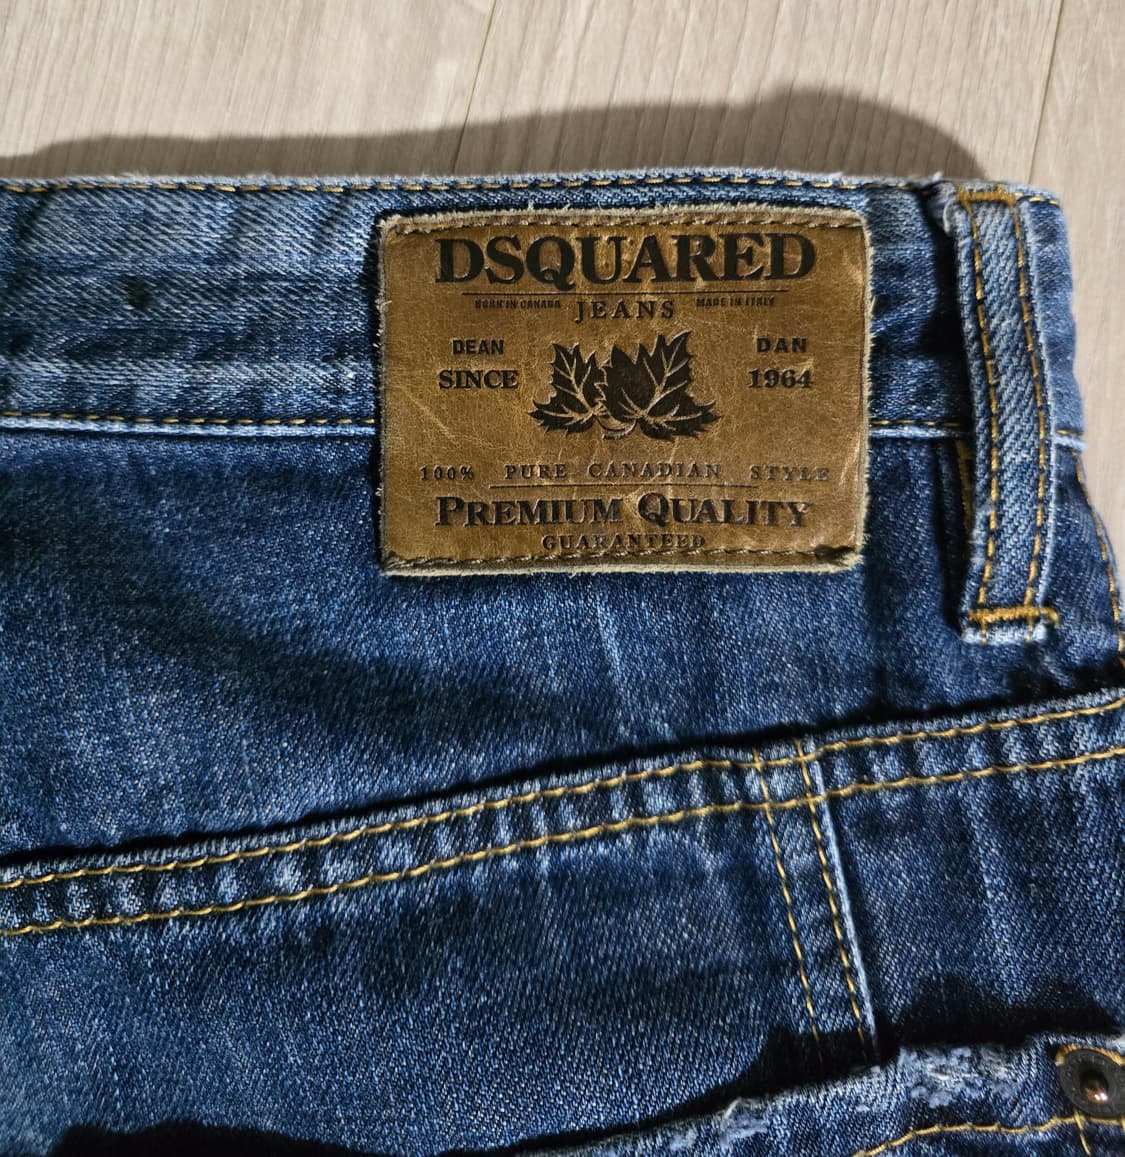 DSQUARED
BORN IN CANADA JEANS MADE IN ITALY
DEAN DAN
SINCE 1964
100% PURE CANADIAN STYLE
PREMIUM QUALITY
GUARANTEED